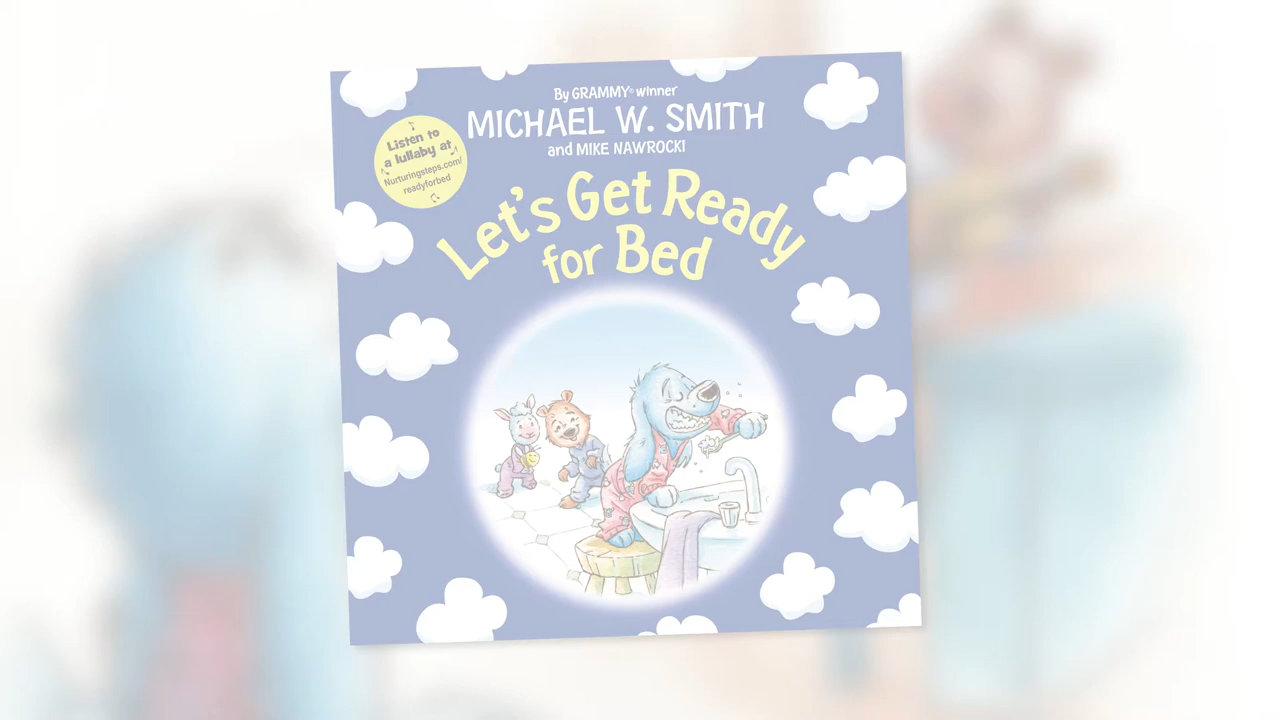 By GRAMMY® winner
MICHAEL W. SMITH
and MIKE NAWROCKI
Listen to
a lullaby at
Nurturingsteps.com/
readyforbed
Let's Get Ready
for Bed